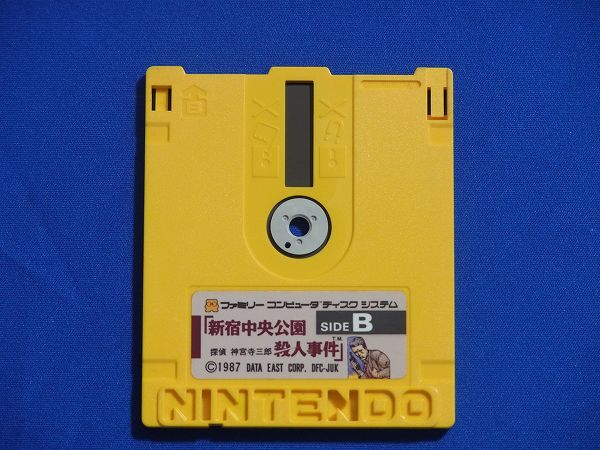 ファミリー コンピュータ ディスク システム
「新宿中央公園
SIDE B
探偵 神宮寺三郎 殺人事件」™
©1987 DATA EAST CORP. DFC-JUK
NINTENDO